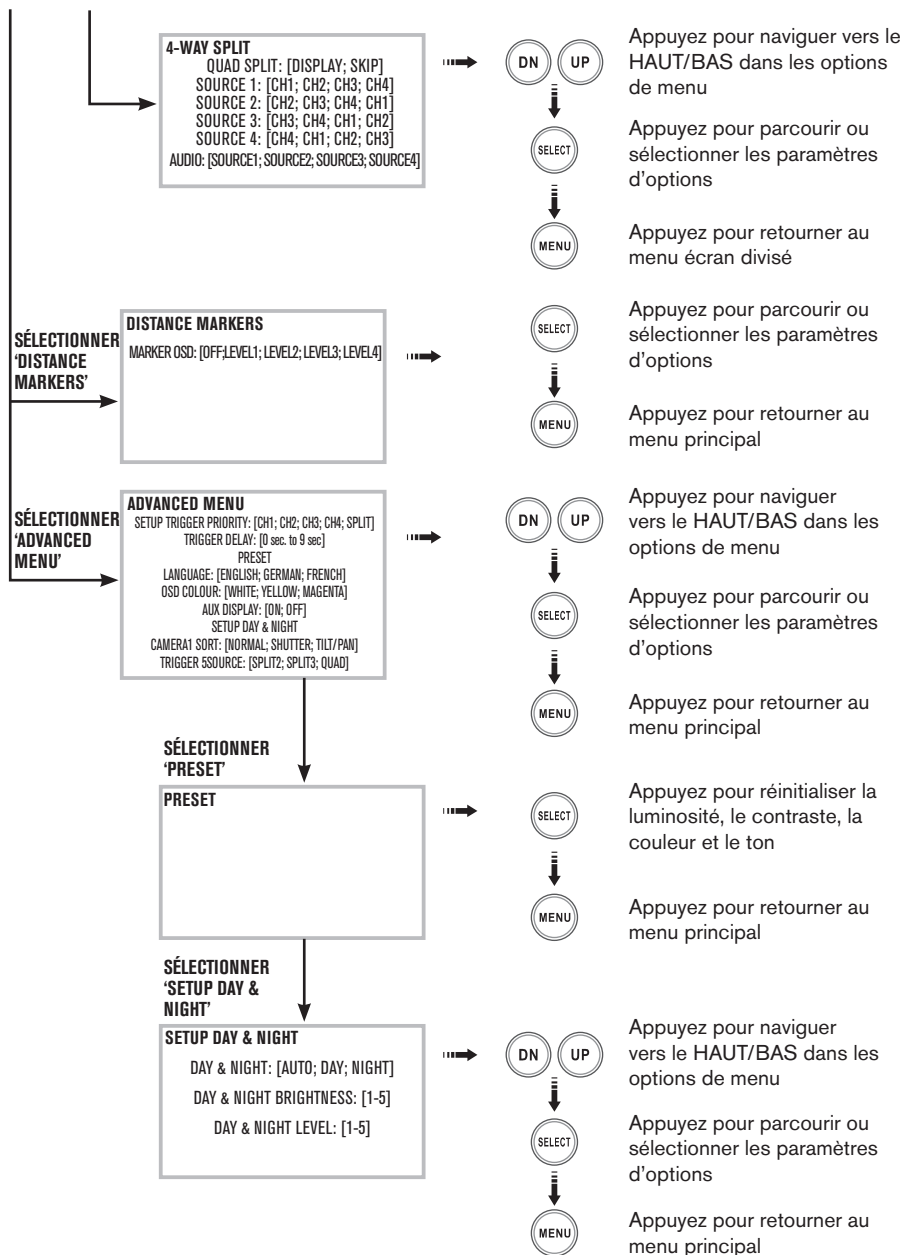 4-WAY SPLIT
QUAD SPLIT: [DISPLAY; SKIP]
SOURCE 1: [CH1; CH2; CH3; CH4]
SOURCE 2: [CH2; CH3; CH4; CH1]
SOURCE 3: [CH3; CH4; CH1; CH2]
SOURCE 4: [CH4; CH1; CH2; CH3]
AUDIO: [SOURCE1; SOURCE2; SOURCE3; SOURCE4]
DN UP
Appuyez pour naviguer vers le
HAUT/BAS dans les options
de menu
SELECT
Appuyez pour parcourir ou
sélectionner les paramètres
d’options
MENU
Appuyez pour retourner au
menu écran divisé
SÉLECTIONNER
‘DISTANCE
MARKERS’
DISTANCE MARKERS
MARKER OSD: [OFF;LEVEL1; LEVEL2; LEVEL3; LEVEL4]
SELECT
Appuyez pour parcourir ou
sélectionner les paramètres
d’options
MENU
Appuyez pour retourner au
menu principal
SÉLECTIONNER
‘ADVANCED
MENU’
ADVANCED MENU
SETUP TRIGGER PRIORITY: [CH1; CH2; CH3; CH4; SPLIT]
TRIGGER DELAY: [0 sec. to 9 sec]
PRESET
LANGUAGE: [ENGLISH; GERMAN; FRENCH]
OSD COLOUR: [WHITE; YELLOW; MAGENTA]
AUX DISPLAY: [ON; OFF]
SETUP DAY & NIGHT
CAMERA1 SORT: [NORMAL; SHUTTER; TILT/PAN]
TRIGGER 5SOURCE: [SPLIT2; SPLIT3; QUAD]
DN UP
Appuyez pour naviguer
vers le HAUT/BAS dans les
options de menu
SELECT
Appuyez pour parcourir ou
sélectionner les paramètres
d’options
MENU
Appuyez pour retourner au
menu principal
SÉLECTIONNER
‘PRESET’
PRESET
SELECT
Appuyez pour réinitialiser la
luminosité, le contraste, la
couleur et le ton
MENU
Appuyez pour retourner au
menu principal
SÉLECTIONNER
‘SETUP DAY &
NIGHT’
SETUP DAY & NIGHT
DAY & NIGHT: [AUTO; DAY; NIGHT]
DAY & NIGHT BRIGHTNESS: [1-5]
DAY & NIGHT LEVEL: [1-5]
DN UP
Appuyez pour naviguer
vers le HAUT/BAS dans les
options de menu
SELECT
Appuyez pour parcourir ou
sélectionner les paramètres
d’options
MENU
Appuyez pour retourner au
menu principal